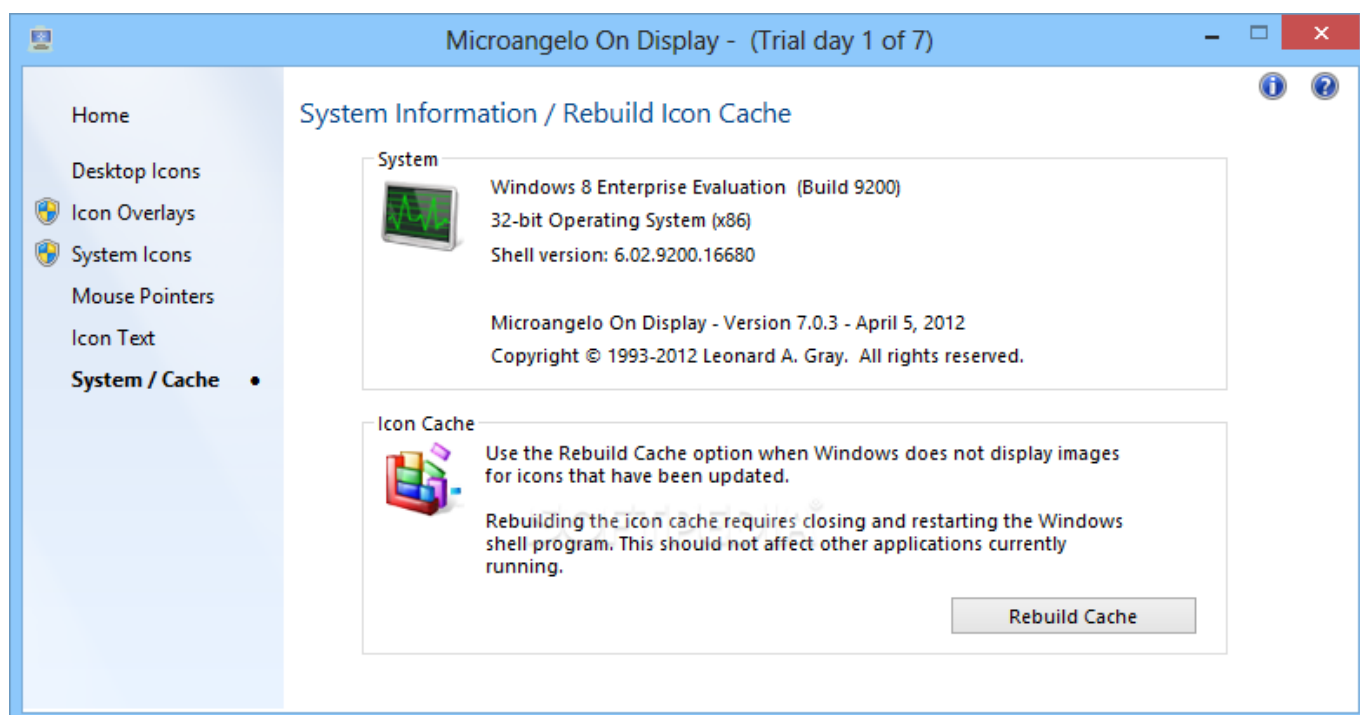 Microangelo On Display - (Trial day 1 of 7)
Home
Desktop Icons
Icon Overlays
System Icons
Mouse Pointers
Icon Text
System / Cache
System Information / Rebuild Icon Cache
System
Windows 8 Enterprise Evaluation (Build 9200)
32-bit Operating System (x86)
Shell version: 6.02.9200.16680
Microangelo On Display - Version 7.0.3 - April 5, 2012
Copyright © 1993-2012 Leonard A. Gray. All rights reserved.
Icon Cache
Use the Rebuild Cache option when Windows does not display images
for icons that have been updated.
SOFTPEDIA®
Rebuilding the icon cache requires closing and restarting the Windows
shell program. This should not affect other applications currently
running.
Rebuild Cache